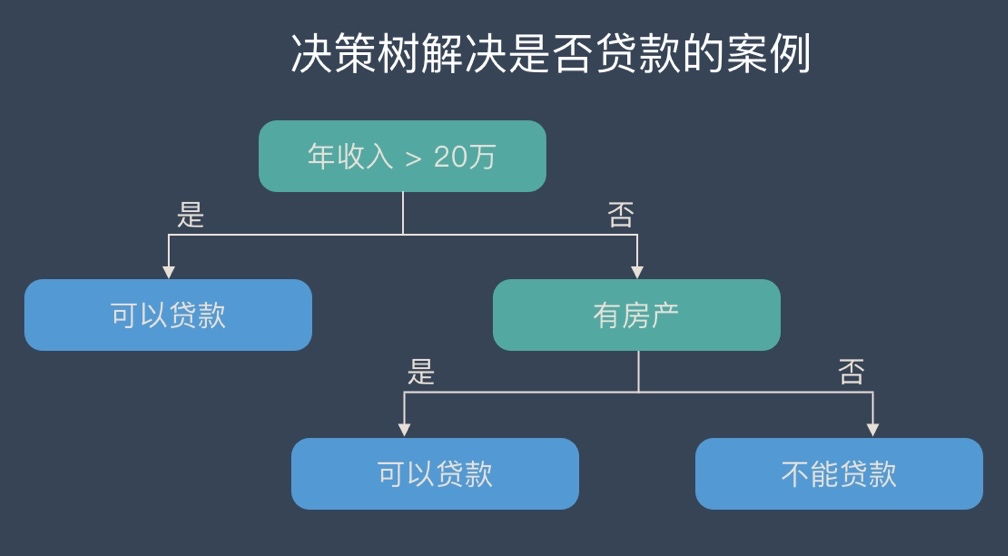 决策树解决是否贷款的案例
年收入 > 20万
是
否
可以贷款
有房产
是
否
可以贷款
不能贷款